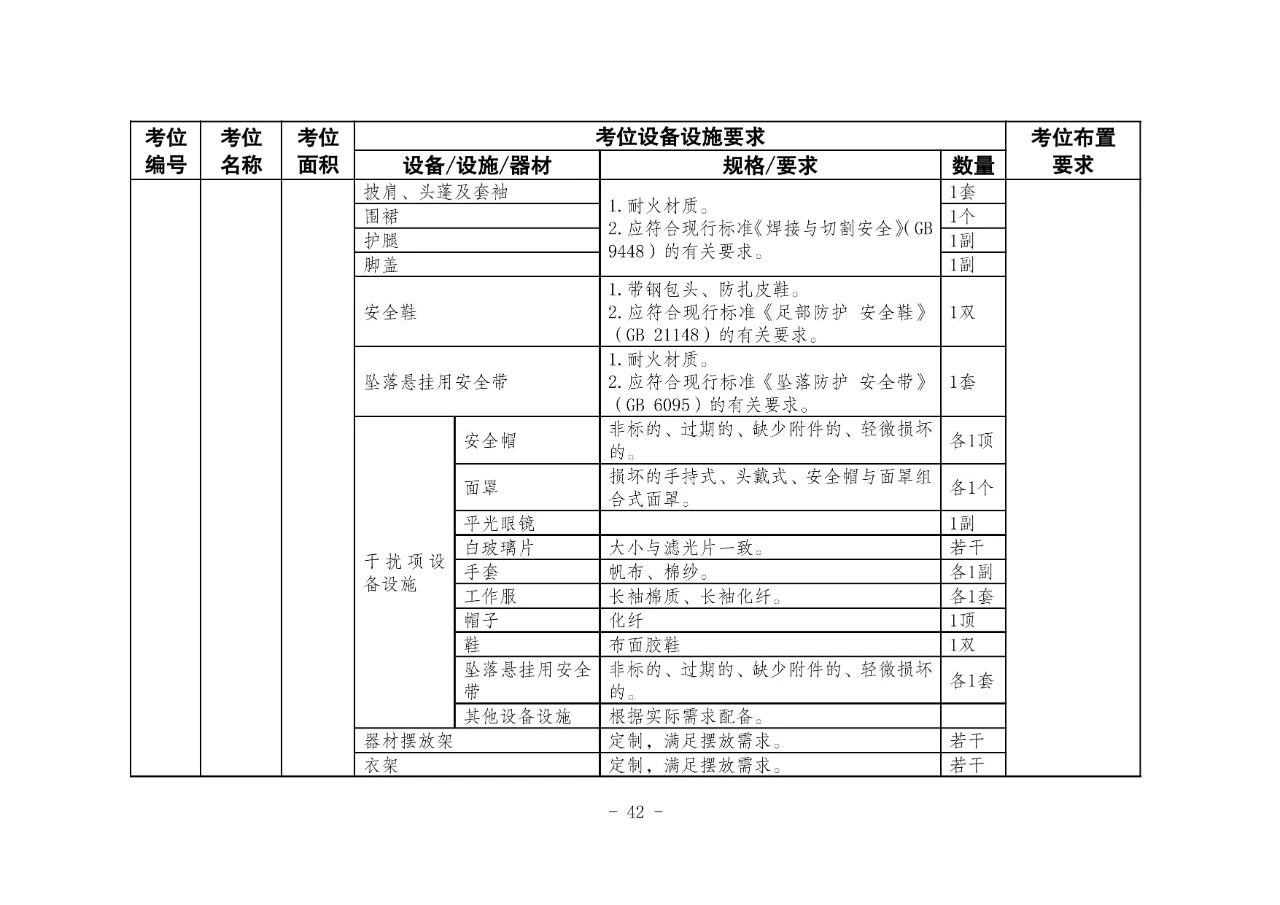 考位编号 考位名称 考位面积 考位设备设施要求 考位布置要求
设备/设施/器材 规格/要求 数量
披肩、头蓬及套袖 1套
围裙 1个
护腿 1副
脚盖 1副
1.耐火材质。
2.应符合现行标准《焊接与切割安全》(GB
9448)的有关要求。
安全鞋
1.带钢包头、防扎皮鞋。
2.应符合现行标准《足部防护 安全鞋》
(GB 21148)的有关要求。
1双
坠落悬挂用安全带
1.耐火材质。
2.应符合现行标准《坠落防护 安全带》
(GB 6095)的有关要求。
1套
干扰项设
备设施
安全帽
非标的、过期的、缺少附件的、轻微损坏
的。
各1顶
面罩
损坏的手持式、头戴式、安全帽与面罩组
合式面罩。
各1个
平光眼镜 1副
白玻璃片 大小与滤光片一致。 若干
手套 帆布、棉纱。 各1副
工作服 长袖棉质、长袖化纤。 各1套
帽子 化纤 1顶
鞋 布面胶鞋 1双
坠落悬挂用安全
带
非标的、过期的、缺少附件的、轻微损坏
的。
各1套
其他设备设施 根据实际需求配备。
器材摆放架 定制，满足摆放需求。 若干
衣架 定制，满足摆放需求。 若干
- 42 -